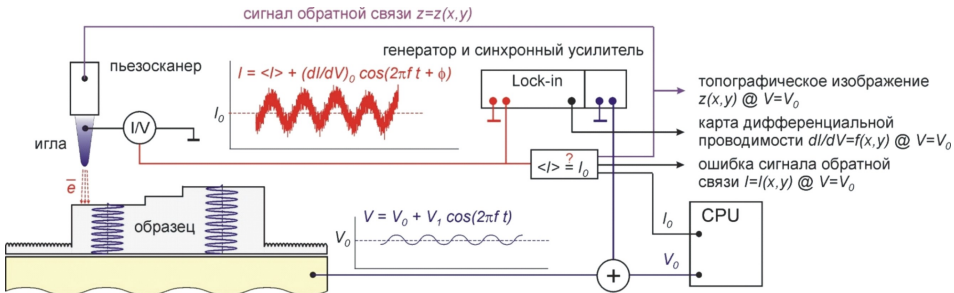 сигнал обратной связи z=z(x,y)
генератор и синхронный усилитель
пьезосканер
I = <I> + (dI/dV)₀ cos(2πf t + ϕ)
Lock-in
I₀
I/V
игла
топографическое изображение
z(x,y) @ V=V₀
карта дифференциальной
проводимости dI/dV=f(x,y) @ V=V₀
?
<I> = I₀
ошибка сигнала обратной
связи I=I(x,y) @ V=V₀
e
образец
V = V₀ + V₁ cos(2πf t)
V₀
I₀
CPU
V₀
+